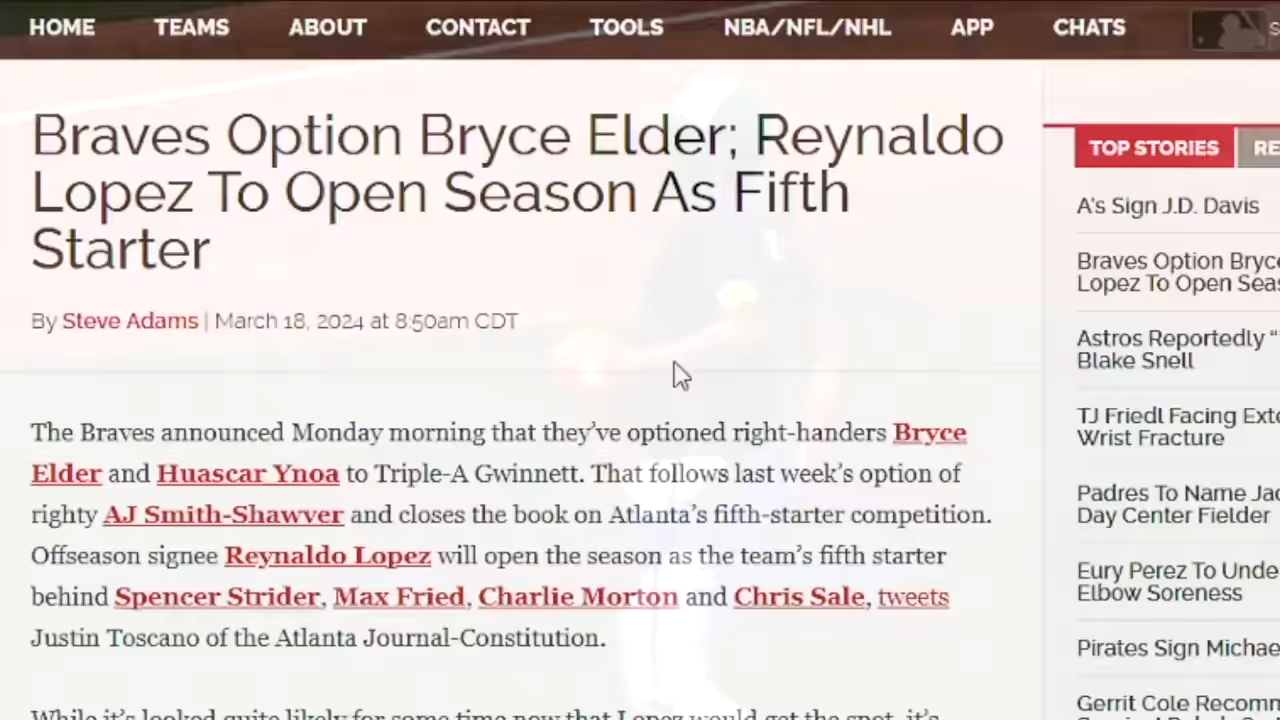 HOME TEAMS ABOUT CONTACT TOOLS NBA/NFL/NHL APP CHATS
Braves Option Bryce Elder; Reynaldo
Lopez To Open Season As Fifth
Starter
By Steve Adams | March 18, 2024 at 8:50am CDT
The Braves announced Monday morning that they've optioned right-handers Bryce
Elder and Huascar Ynoa to Triple-A Gwinnett. That follows last week's option of
righty AJ Smith-Shawver and closes the book on Atlanta's fifth-starter competition.
Offseason signee Reynaldo Lopez will open the season as the team's fifth starter
behind Spencer Strider, Max Fried, Charlie Morton and Chris Sale, tweets
Justin Toscano of the Atlanta Journal-Constitution.
While it's looked quite likely for some time now that Lopez would get the spot, it's
TOP STORIES
A's Sign J.D. Davis
Braves Option
Lopez To Open
Astros Reportedly "
Blake Snell
TJ Friedl Facing
Wrist Fracture
Padres To Name
Day Center Fielder
Eury Perez To
Elbow Soreness
Pirates Sign
Gerrit Cole